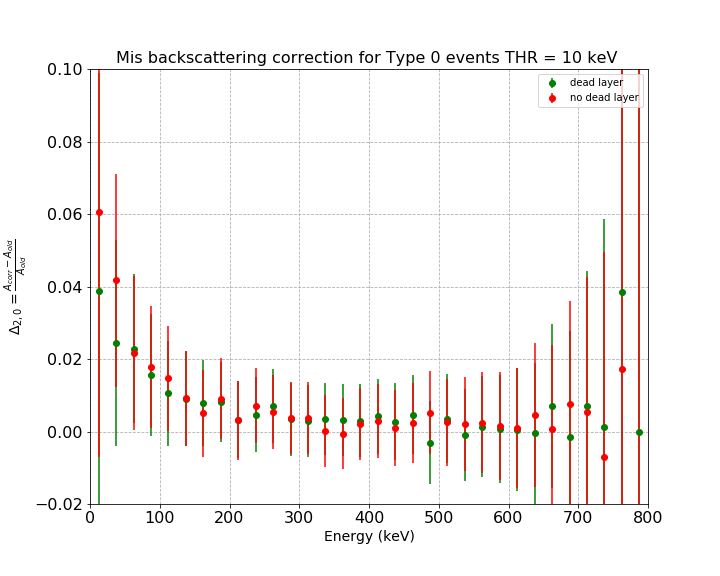 Mis backscattering correction for Type 0 events THR = 10 keV
dead layer
no dead layer
0.10
0.08
0.06
0.04
0.02
0.00
−0.02
Δ2,0 = (Acorr − Aold) / Aold
0 100 200 300 400 500 600 700 800
Energy (keV)